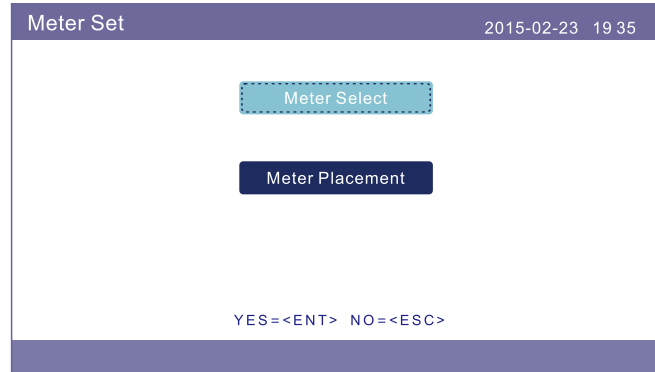 Meter Set 2015-02-23 19 35
Meter Select
Meter Placement
YES=<ENT> NO=<ESC>